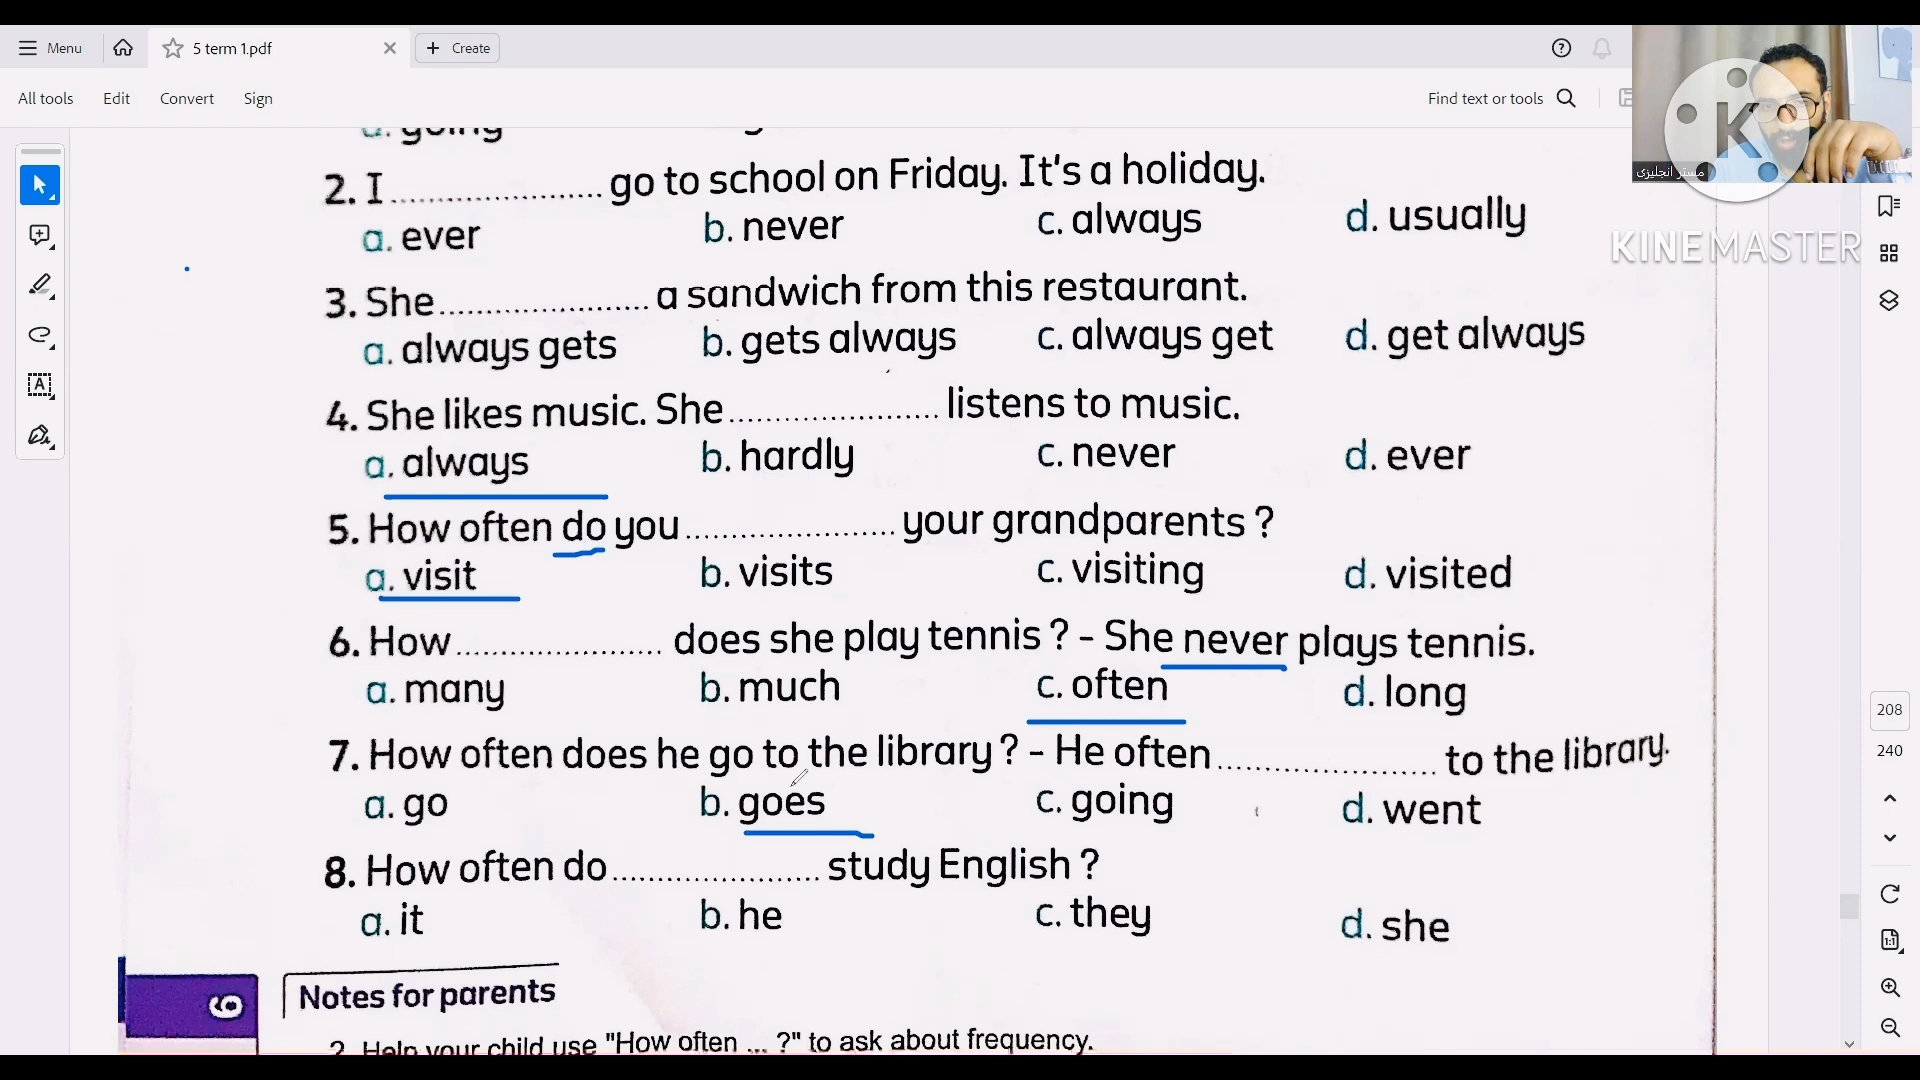 Menu
5 term 1.pdf
Create
All tools Edit Convert Sign
Find text or tools
a. going
2. I .................... go to school on Friday. It's a holiday.
a. ever b. never c. always d. usually
3. She .................... a sandwich from this restaurant.
a. always gets b. gets always c. always get d. get always
4. She likes music. She .................... listens to music.
a. always b. hardly c. never d. ever
5. How often do you .................... your grandparents ?
a. visit b. visits c. visiting d. visited
6. How .................... does she play tennis ? - She never plays tennis.
a. many b. much c. often d. long
7. How often does he go to the library ? - He often .................... to the library.
a. go b. goes c. going d. went
8. How often do .................... study English ?
a. it b. he c. they d. she
Notes for parents
2. Help your child use "How often ... ?" to ask about frequency.
مستر انجليزى
K
KINEMASTER
208
240